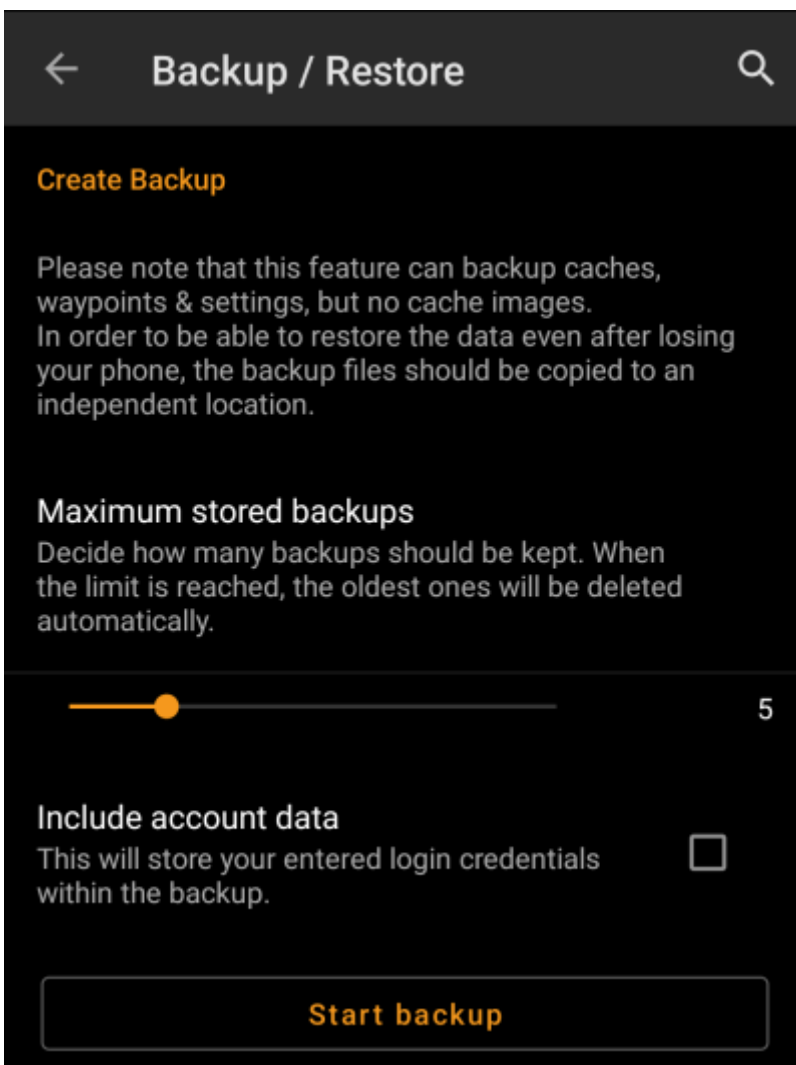 Backup / Restore
Create Backup
Please note that this feature can backup caches,
waypoints & settings, but no cache images.
In order to be able to restore the data even after losing
your phone, the backup files should be copied to an
independent location.
Maximum stored backups
Decide how many backups should be kept. When
the limit is reached, the oldest ones will be deleted
automatically.
5
Include account data
This will store your entered login credentials
within the backup.
Start backup